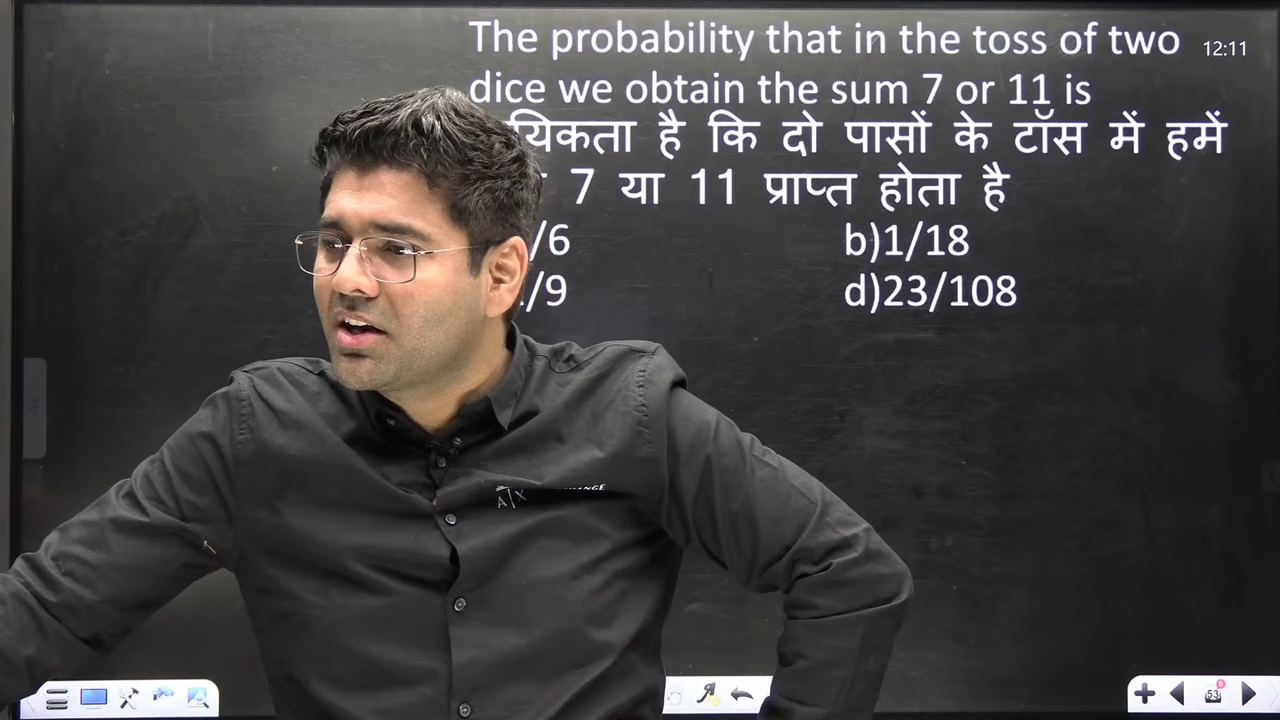 The probability that in the toss of two
12:11
dice we obtain the sum 7 or 11 is
है कि दो पासों के टॉस में हमें
7 या 11 प्राप्त होता है
/6
b)1/18
/9
d)23/108
A|X
53